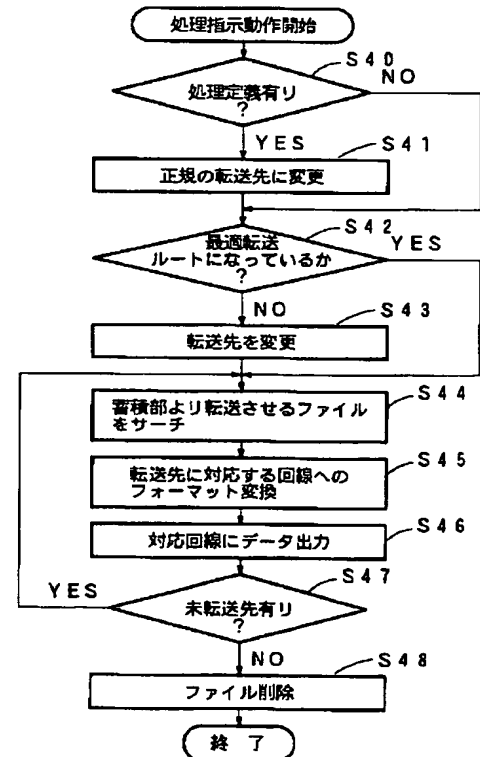 処理指示動作開始
S40
処理定義有リ
?
NO
YES
S41
正規の転送先に変更
S42
最適転送
ルートになっているか
?
YES
NO
S43
転送先を変更
S44
蓄積部より転送させるファイル
をサーチ
S45
転送先に対応する回線への
フォーマット変換
S46
対応回線にデータ出力
S47
YES
未転送先有リ
?
NO
S48
ファイル削除
終了